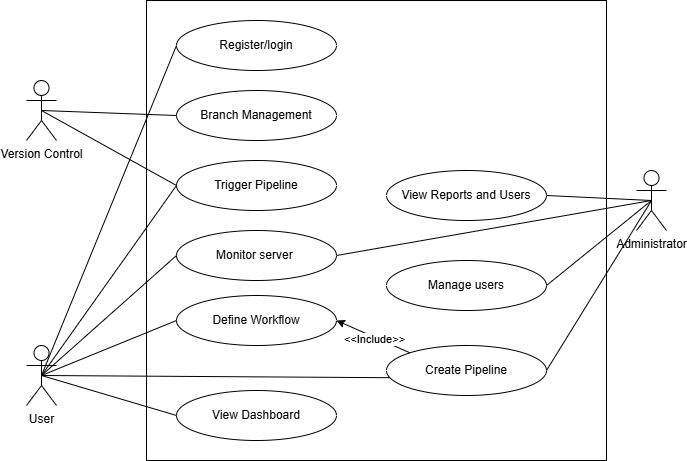 Register/login
Branch Management
Version Control
Trigger Pipeline
View Reports and Users
Administrator
Monitor server
Manage users
Define Workflow
<<Include>>
Create Pipeline
View Dashboard
User